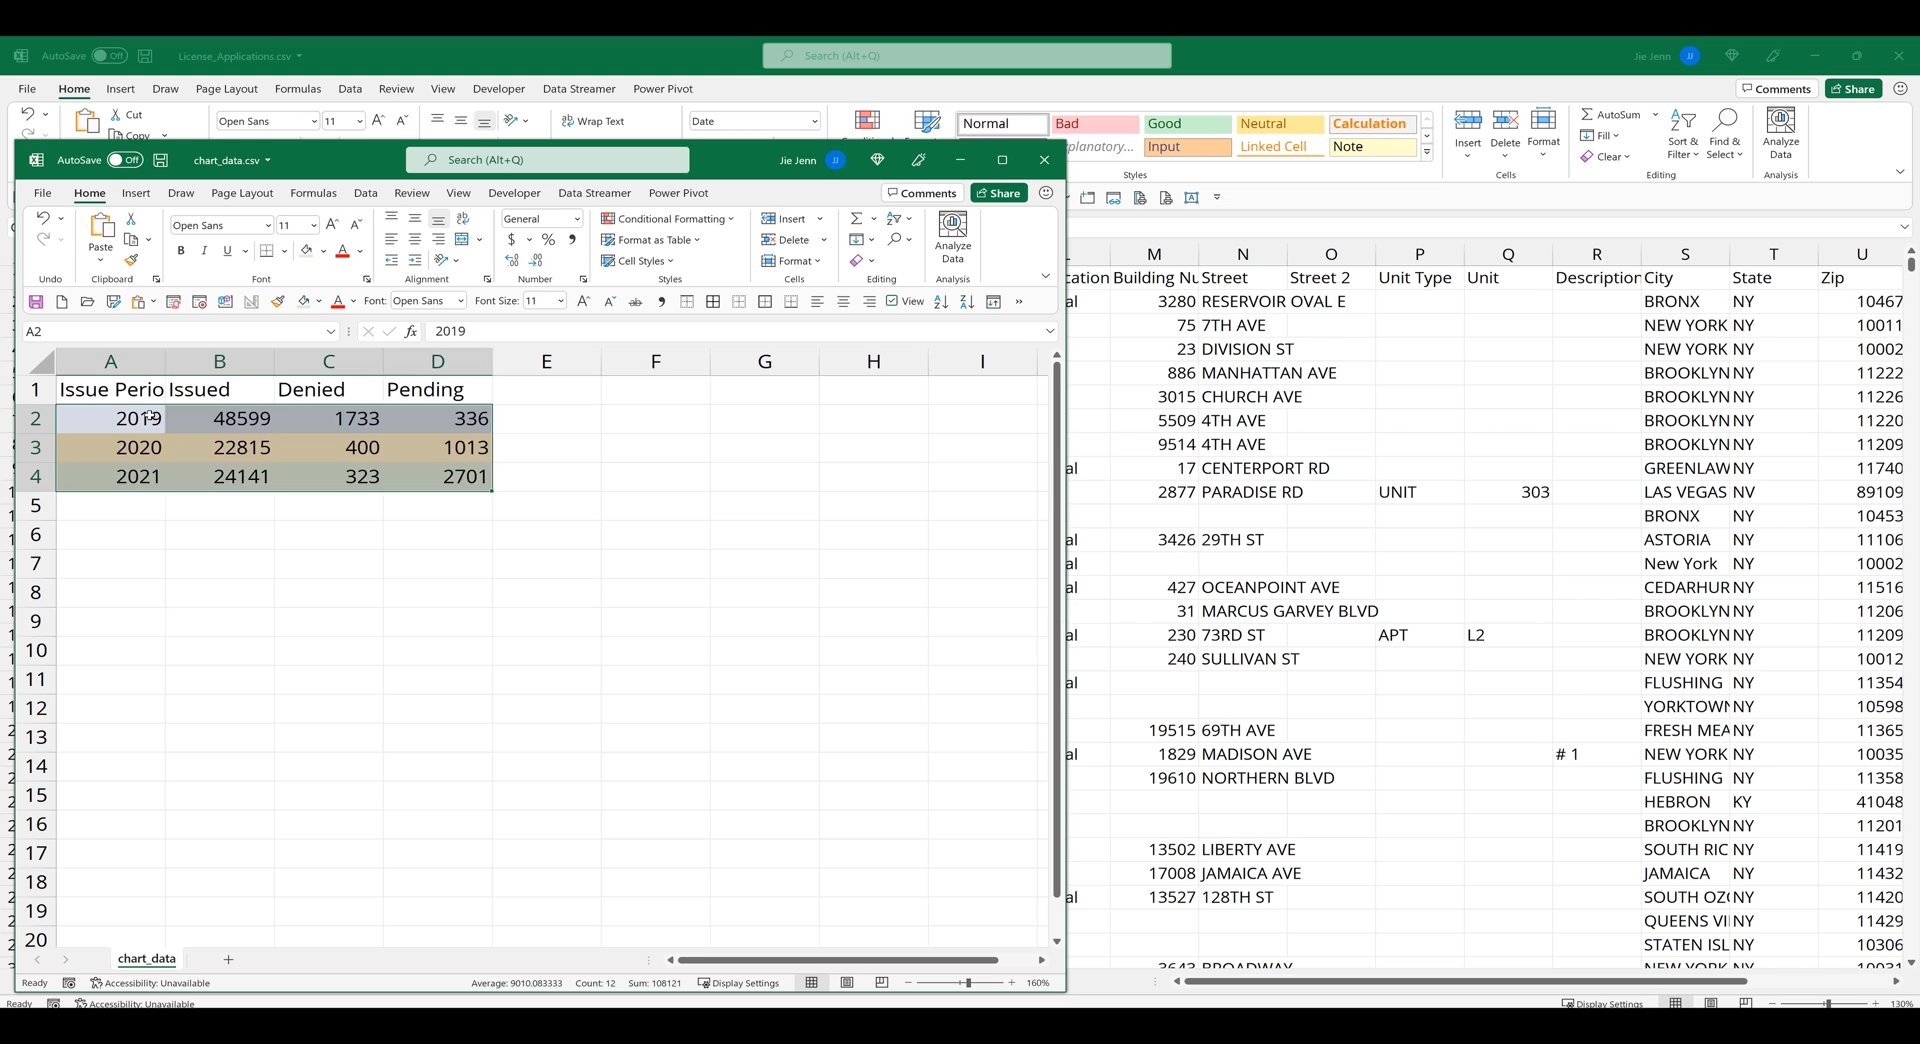 AutoSave Off License_Applications.csv Search (Alt+Q) Jie Jenn JJ
File Home Insert Draw Page Layout Formulas Data Review View Developer Data Streamer Power Pivot Comments Share
Cut Open Sans 11 Wrap Text Date Normal Bad Good Neutral Calculation AutoSum
Copy Input Linked Cell Note Fill Clear
Insert Delete Format Sort & Filter Find & Select Analyze Data
Styles Cells Editing Analysis
AutoSave Off chart_data.csv Search (Alt+Q) Jie Jenn JJ
File Home Insert Draw Page Layout Formulas Data Review View Developer Data Streamer Power Pivot Comments Share
Paste Open Sans 11 General Conditional Formatting Insert
B I U $ % Format as Table Delete Analyze Data
Cell Styles Format
Undo Clipboard Font Alignment Number Styles Cells Editing Analysis
Font: Open Sans Font Size: 11 View
A2 fx 2019
A B C D E F G H I
1 Issue Perio Issued Denied Pending
2 2019 48599 1733 336
3 2020 22815 400 1013
4 2021 24141 323 2701
5
6
7
8
9
10
11
12
13
14
15
16
17
18
19
20
chart_data
Ready Accessibility: Unavailable Average: 9010.083333 Count: 12 Sum: 108121 Display Settings 160%
M N O P Q R S T U
Building Nu Street Street 2 Unit Type Unit Description City State Zip
3280 RESERVOIR OVAL E BRONX NY 10467
75 7TH AVE NEW YORK NY 10011
23 DIVISION ST NEW YORK NY 10002
886 MANHATTAN AVE BROOKLYN NY 11222
3015 CHURCH AVE BROOKLYN NY 11226
5509 4TH AVE BROOKLYN NY 11220
9514 4TH AVE BROOKLYN NY 11209
17 CENTERPORT RD GREENLAW NY 11740
2877 PARADISE RD UNIT 303 LAS VEGAS NV 89109
BRONX NY 10453
3426 29TH ST ASTORIA NY 11106
New York NY 10002
427 OCEANPOINT AVE CEDARHUR NY 11516
31 MARCUS GARVEY BLVD BROOKLYN NY 11206
230 73RD ST APT L2 BROOKLYN NY 11209
240 SULLIVAN ST NEW YORK NY 10012
FLUSHING NY 11354
YORKTOWN NY 10598
19515 69TH AVE FRESH MEA NY 11365
1829 MADISON AVE # 1 NEW YORK NY 10035
19610 NORTHERN BLVD FLUSHING NY 11358
HEBRON KY 41048
BROOKLYN NY 11201
13502 LIBERTY AVE SOUTH RIC NY 11419
17008 JAMAICA AVE JAMAICA NY 11432
13527 128TH ST SOUTH OZ NY 11420
QUEENS VI NY 11429
STATEN ISL NY 10306
3643 BROADWAY NEW YORK NY 10031
Ready Accessibility: Unavailable Display Settings 130%